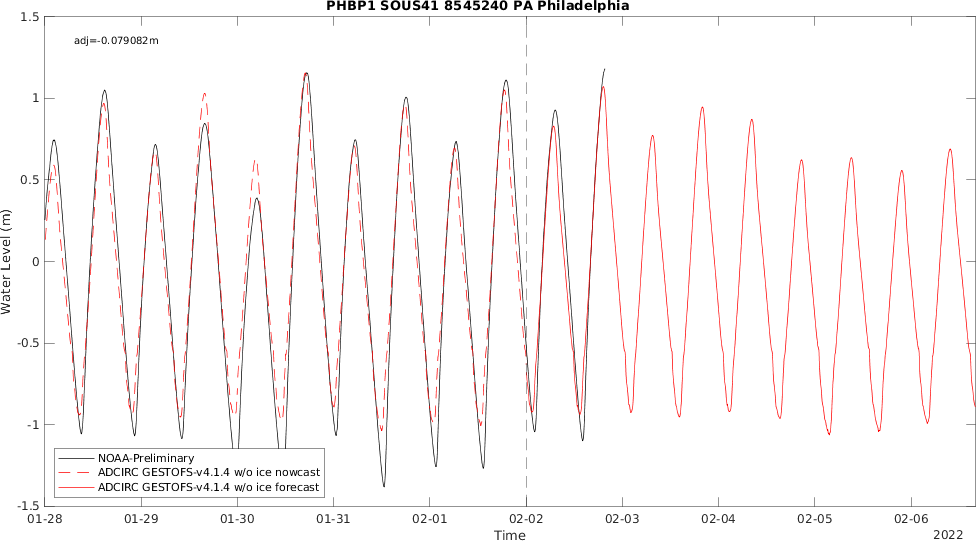 PHBP1 SOUS41 8545240 PA Philadelphia
adj=-0.079082m
1.5
1
0.5
0
-0.5
-1
-1.5
Water Level (m)
NOAA-Preliminary
ADCIRC GESTOFS-v4.1.4 w/o ice nowcast
ADCIRC GESTOFS-v4.1.4 w/o ice forecast
01-28 01-29 01-30 01-31 02-01 02-02 02-03 02-04 02-05 02-06
Time
2022